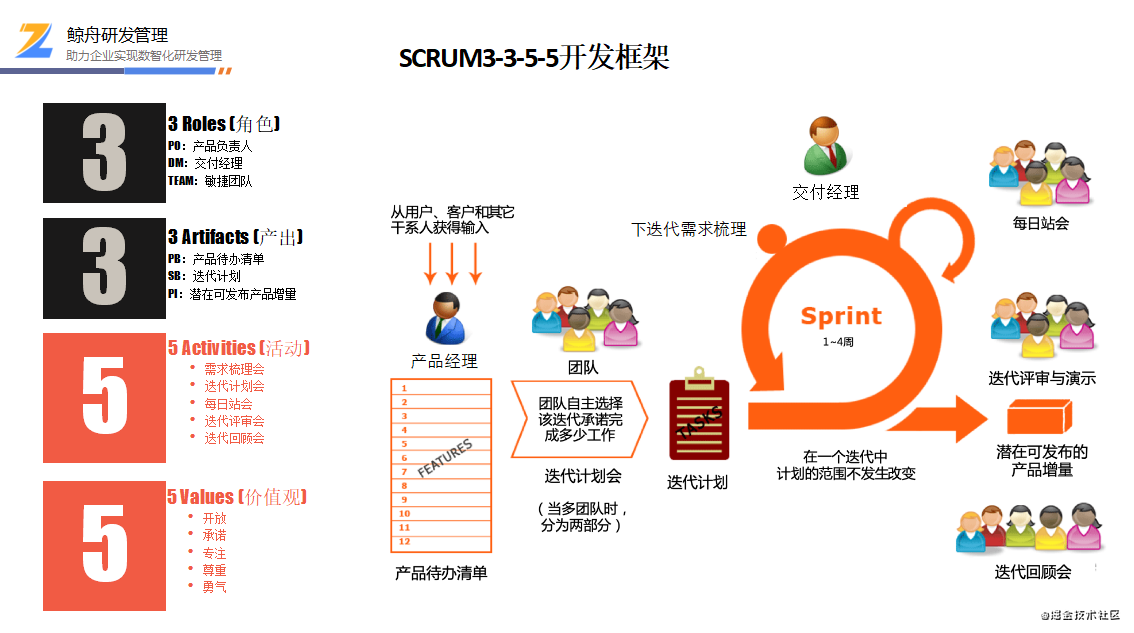 鲸舟研发管理
助力企业实现数智化研发管理
SCRUM3-3-5-5开发框架
3
3 Roles (角色)
PO：产品负责人
DM：交付经理
TEAM：敏捷团队
3
3 Artifacts (产出)
PB：产品待办清单
SB：迭代计划
PI：潜在可发布产品增量
5
5 Activities (活动)
• 需求梳理会
• 迭代计划会
• 每日站会
• 迭代评审会
• 迭代回顾会
5
5 Values (价值观)
• 开放
• 承诺
• 专注
• 尊重
• 勇气
从用户、客户和其它
干系人获得输入
产品经理
1
2
3
4
5
6
7
8
9
10
11
12
FEATURES
产品待办清单
团队
团队自主选择
该迭代承诺完
成多少工作
迭代计划会
（当多团队时，
分为两部分）
TASKS
迭代计划
下迭代需求梳理
交付经理
Sprint
1~4周
在一个迭代中
计划的范围不发生改变
每日站会
迭代评审与演示
潜在可发布的
产品增量
迭代回顾会
@掘金技术社区